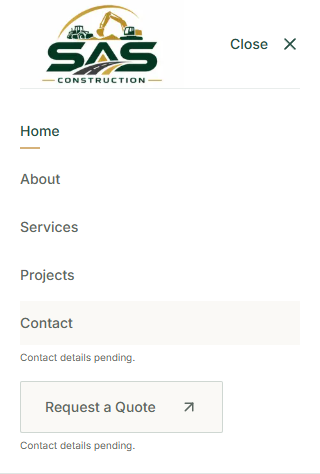 SAS
CONSTRUCTION
Close
Home
About
Services
Projects
Contact
Contact details pending.
Request a Quote
Contact details pending.